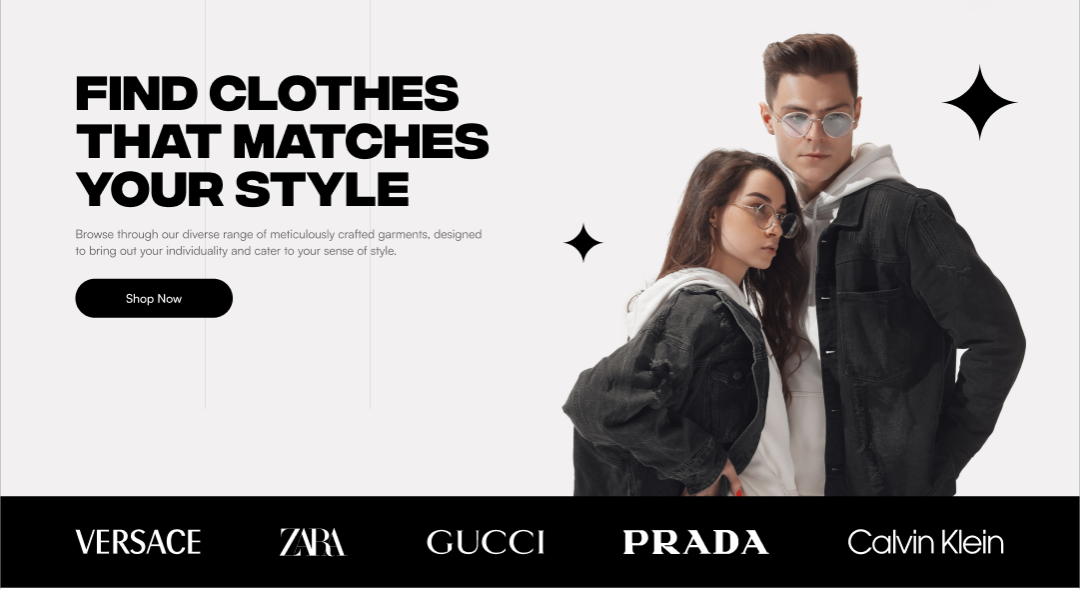 FIND CLOTHES
THAT MATCHES
YOUR STYLE
Browse through our diverse range of meticulously crafted garments, designed
to bring out your individuality and cater to your sense of style.
Shop Now
VERSACE ZARA GUCCI PRADA Calvin Klein